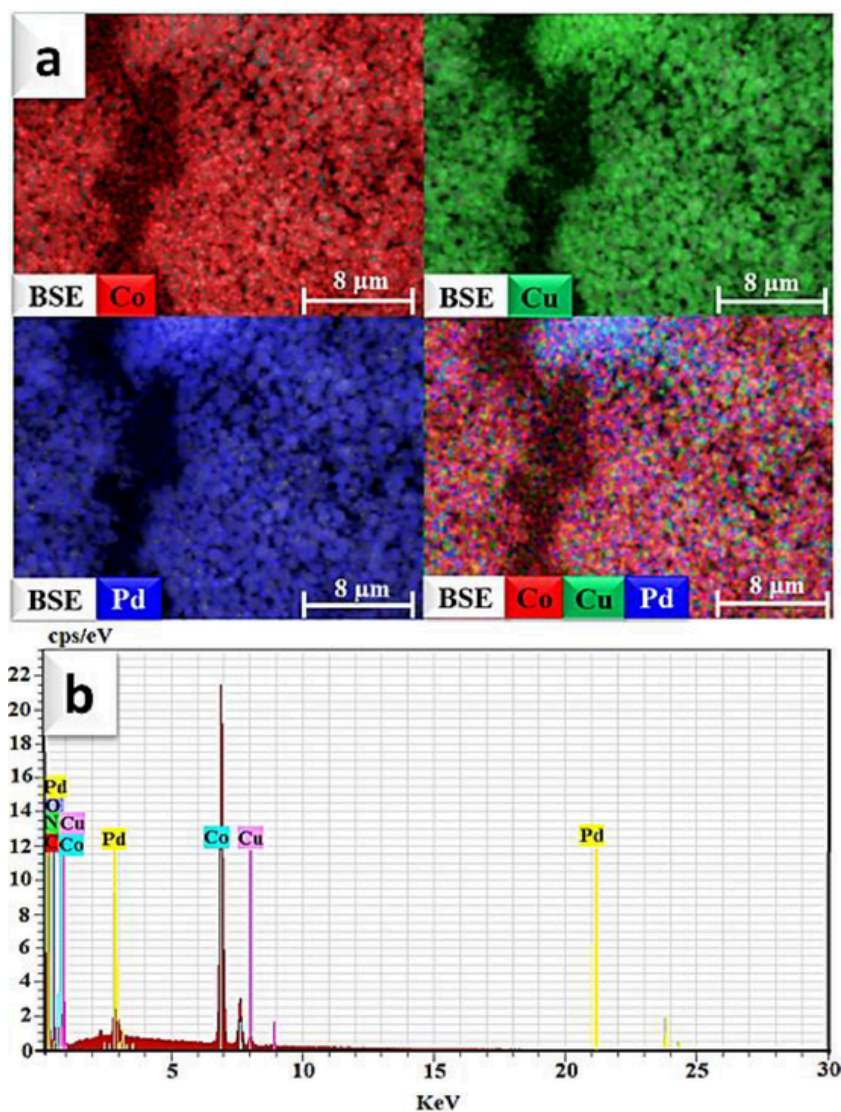 a
BSE Co 8 µm
BSE Cu 8 µm
BSE Pd 8 µm
BSE Co Cu Pd 8 µm
cps/eV
b
22
20
18
16
14
12
10
8
6
4
2
0
Pd
O
N Cu
C Co
Pd
Co
Cu
Pd
5 10 15 20 25 30
KeV